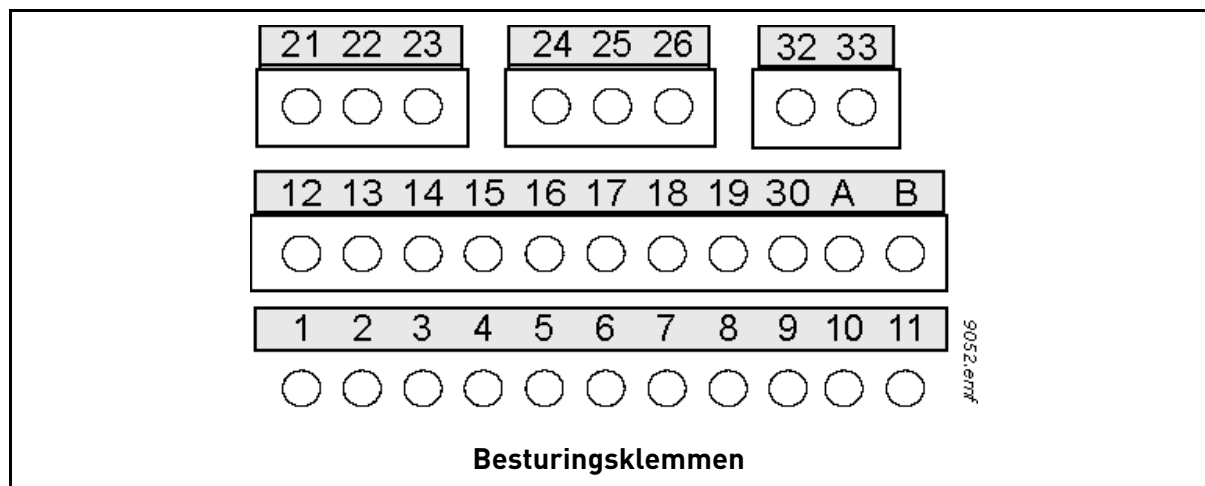 21 22 23 24 25 26 32 33
12 13 14 15 16 17 18 19 30 A B
1 2 3 4 5 6 7 8 9 10 11
9052.emf
Besturingsklemmen